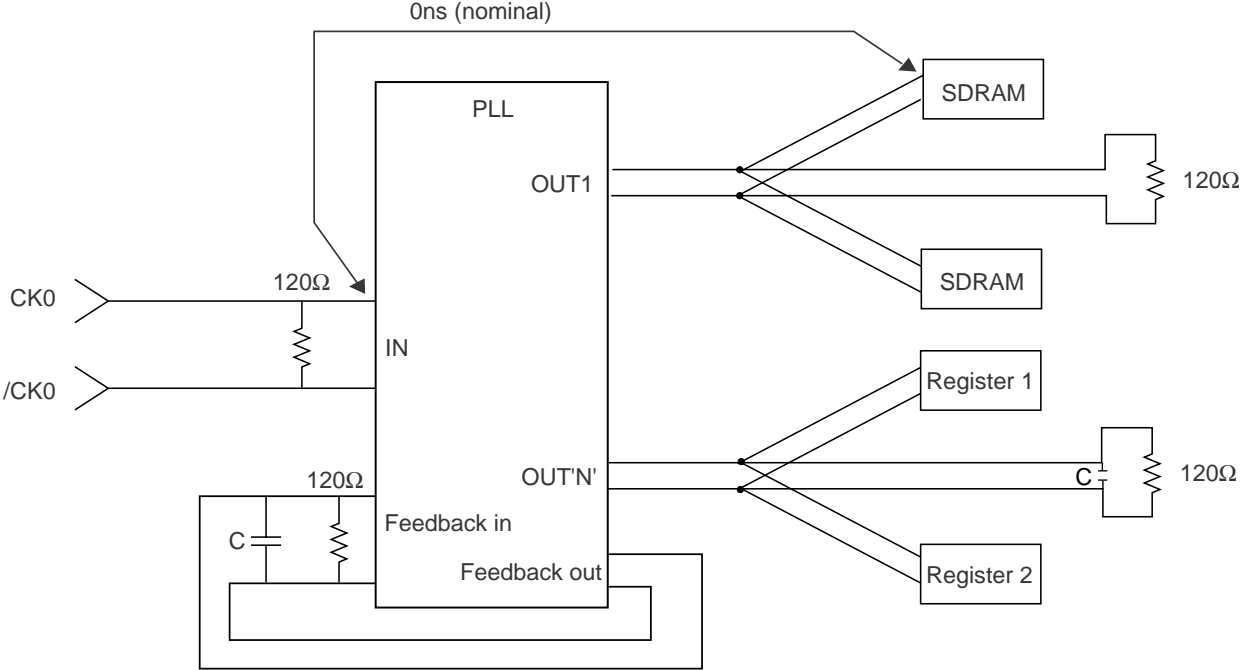 0ns (nominal)
PLL
SDRAM
OUT1
120Ω
SDRAM
120Ω
CK0
IN
/CK0
Register 1
OUT'N'
C
120Ω
120Ω
Feedback in
C
Feedback out
Register 2